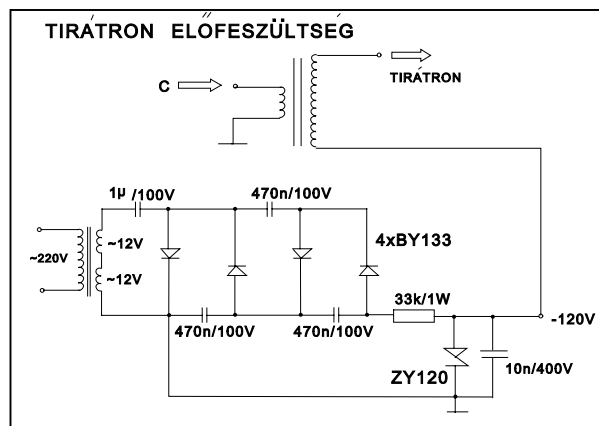 TIRÁTRON ELŐFESZÜLTSÉG
C
TIRÁTRON
1µ/100V
470n/100V
4xBY133
~220V
~12V
~12V
33k/1W
-120V
470n/100V
470n/100V
ZY120
10n/400V